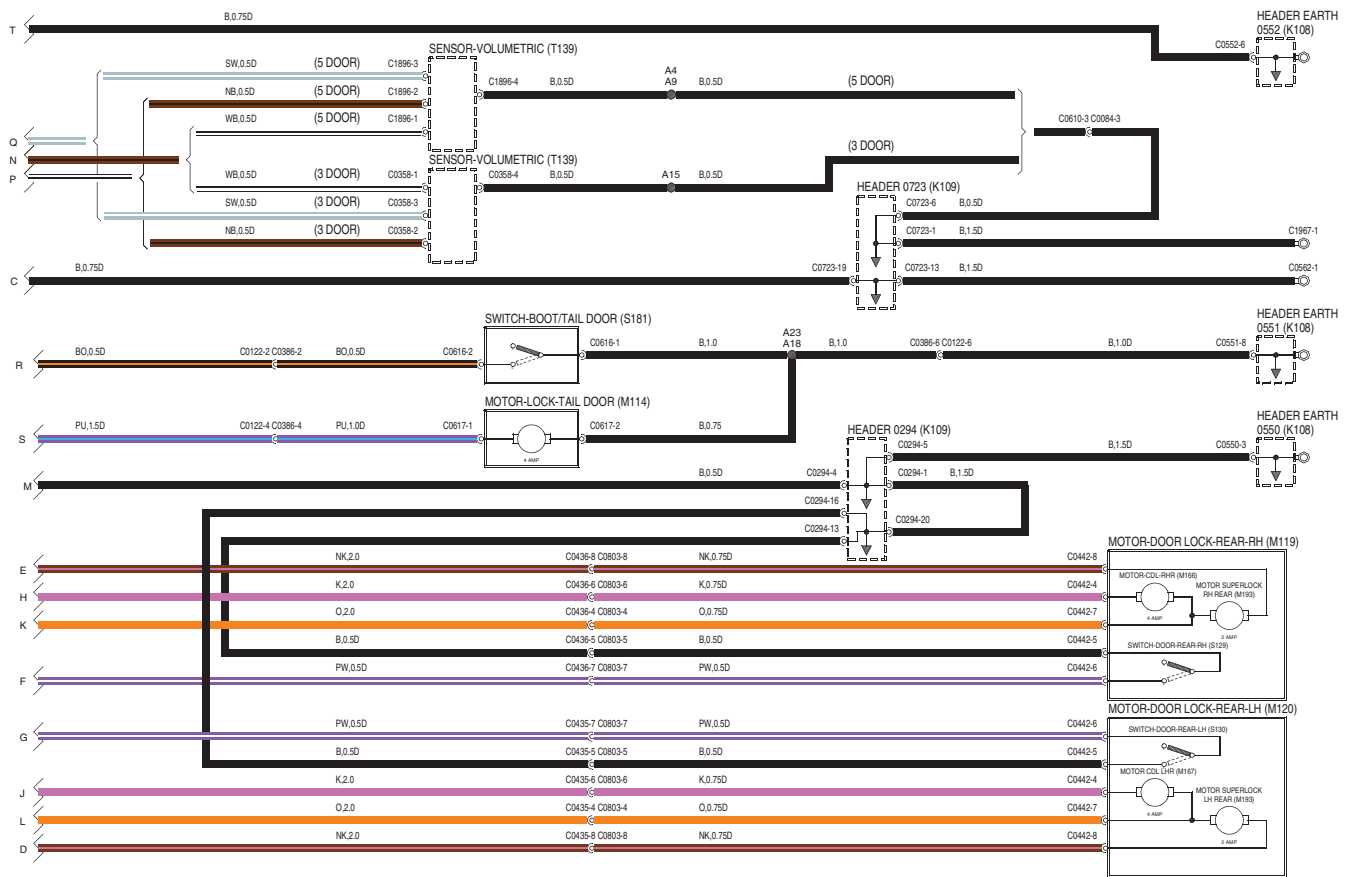 T
B,0.75D
HEADER EARTH
0552 (K108)
C0552-6
SENSOR-VOLUMETRIC (T139)
SW,0.5D (5 DOOR) C1896-3
NB,0.5D (5 DOOR) C1896-2
WB,0.5D (5 DOOR) C1896-1
C1896-4 B,0.5D
A4
A9
B,0.5D (5 DOOR)
C0610-3 C0084-3
Q
N
P
SENSOR-VOLUMETRIC (T139)
WB,0.5D (3 DOOR) C0358-1
SW,0.5D (3 DOOR) C0358-3
NB,0.5D (3 DOOR) C0358-2
C0358-4 B,0.5D A15 B,0.5D
(3 DOOR)
HEADER 0723 (K109)
C0723-6 B,0.5D
C0723-1 B,1.5D C1967-1
C B,0.75D C0723-19 C0723-13 B,1.5D C0562-1
SWITCH-BOOT/TAIL DOOR (S181)
A23
A18
HEADER EARTH
0551 (K108)
R BO,0.5D C0122-2 C0386-2 BO,0.5D C0616-2 C0616-1 B,1.0 B,1.0 C0386-6 C0122-6 B,1.0D C0551-8
MOTOR-LOCK-TAIL DOOR (M114)
S PU,1.5D C0122-4 C0386-4 PU,1.0D C0617-1 C0617-2 B,0.75
4 AMP
HEADER 0294 (K109)
HEADER EARTH
0550 (K108)
C0294-5 B,1.5D C0550-3
M B,0.5D C0294-4 C0294-1 B,1.5D
C0294-16
C0294-13 C0294-20
MOTOR-DOOR LOCK-REAR-RH (M119)
E NK,2.0 C0436-8 C0803-8 NK,0.75D C0442-8
MOTOR-CDL-RHR (M166)
MOTOR SUPERLOCK
RH REAR (M193)
H K,2.0 C0436-6 C0803-6 K,0.75D C0442-4
K O,2.0 C0436-4 C0803-4 O,0.75D C0442-7
4 AMP
2 AMP
B,0.5D C0436-5 C0803-5 B,0.5D C0442-5
SWITCH-DOOR-REAR-RH (S129)
F PW,0.5D C0436-7 C0803-7 PW,0.5D C0442-6
MOTOR-DOOR LOCK-REAR-LH (M120)
G PW,0.5D C0435-7 C0803-7 PW,0.5D C0442-6
SWITCH-DOOR-REAR-LH (S130)
B,0.5D C0435-5 C0803-5 B,0.5D C0442-5
MOTOR CDL LHR (M167)
J K,2.0 C0435-6 C0803-6 K,0.75D C0442-4
MOTOR SUPERLOCK
LH REAR (M193)
L O,2.0 C0435-4 C0803-4 O,0.75D C0442-7
4 AMP
D NK,2.0 C0435-8 C0803-8 NK,0.75D C0442-8
2 AMP